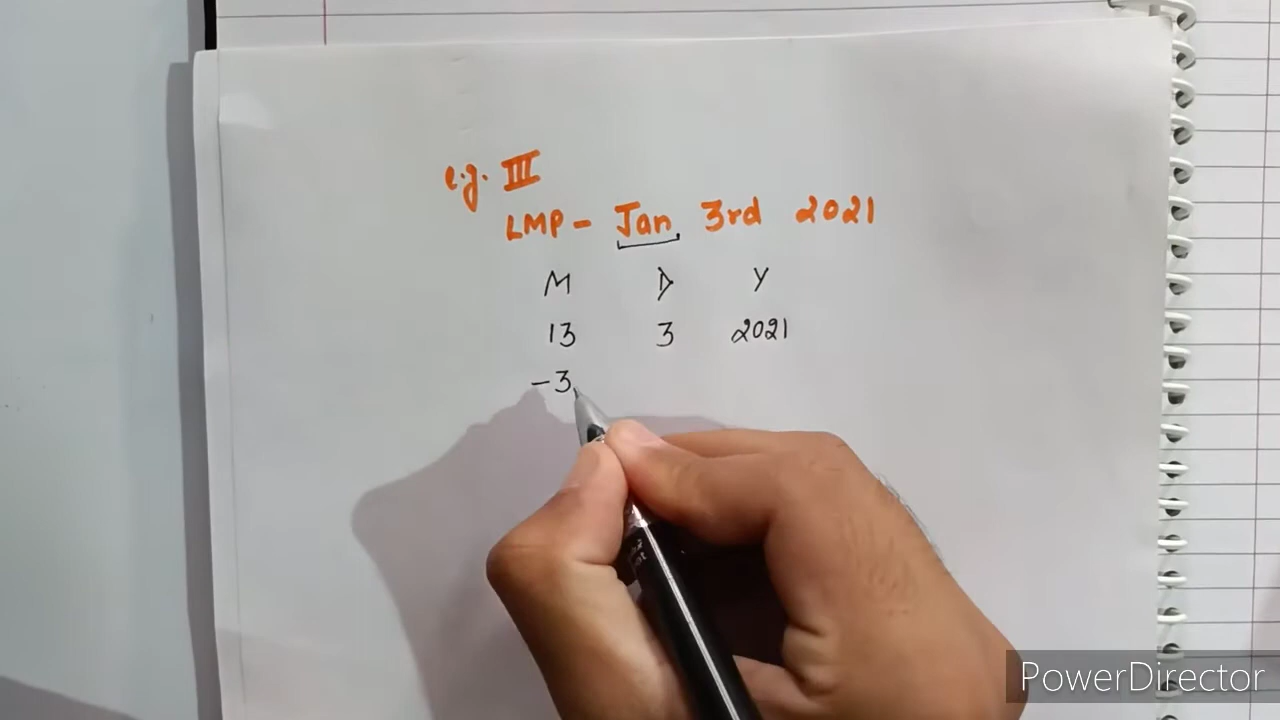 e.g. III
LMP - Jan 3rd 2021
M D Y
13 3 2021
-3
PowerDirector